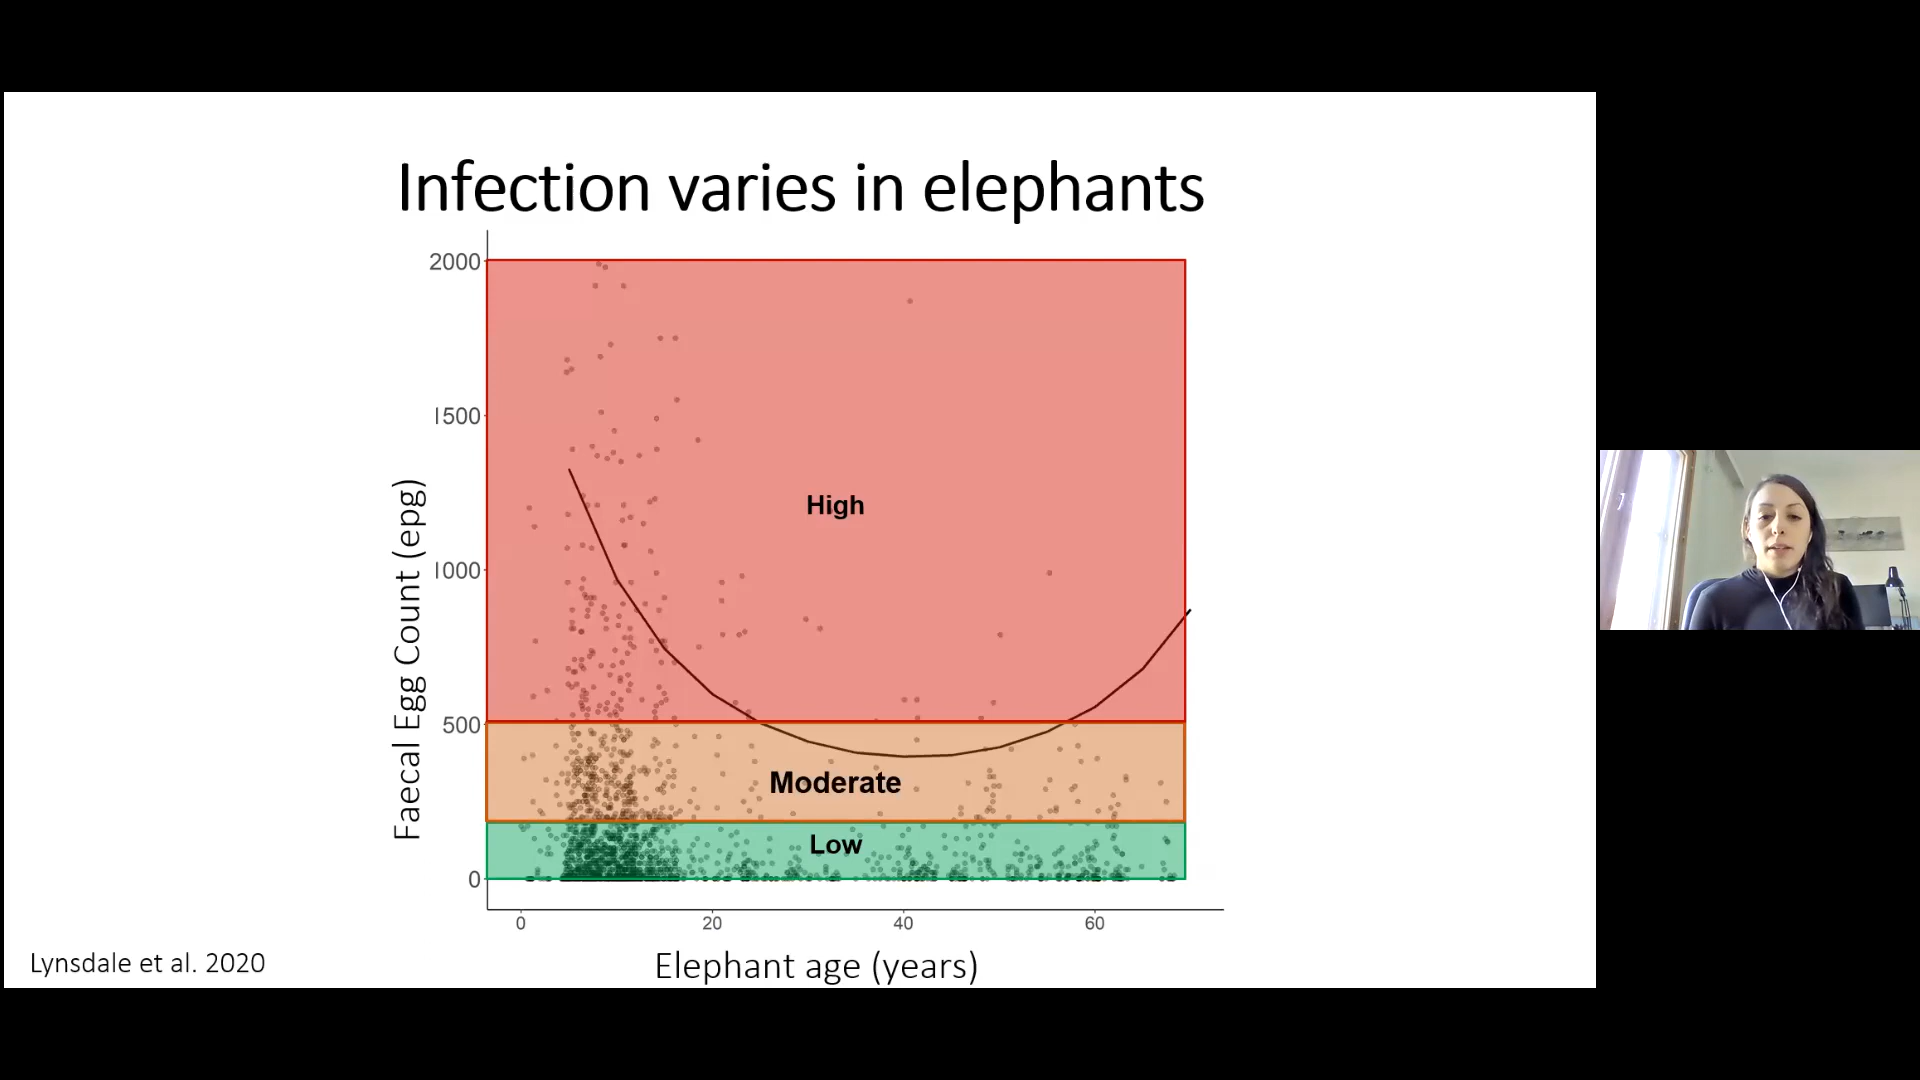 Infection varies in elephants
2000
1500
1000
500
0
Faecal Egg Count (epg)
High
Moderate
Low
0 20 40 60
Elephant age (years)
Lynsdale et al. 2020